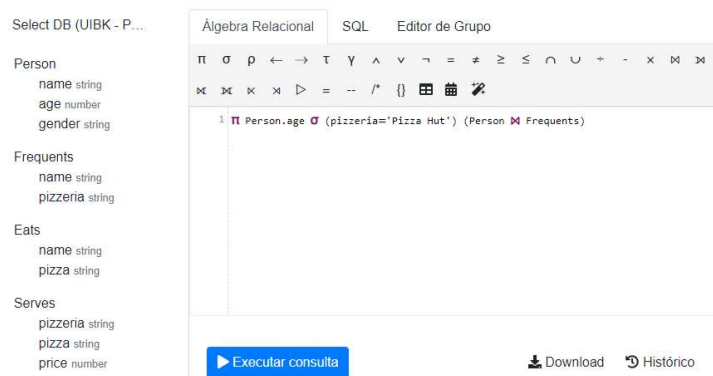 Select DB (UIBK - P...
Person
name string
age number
gender string
Frequents
name string
pizzeria string
Eats
name string
pizza string
Serves
pizzeria string
pizza string
price number
Álgebra Relacional SQL Editor de Grupo
π σ ρ ← → τ γ ∧ ∨ ¬ = ≠ ≥ ≤ ∩ ∪ ÷ - × ⋈ ⟕
⟖ ⟗ ⋉ ⋊ ▷ = -- /* {}
1 π Person.age σ (pizzeria='Pizza Hut') (Person ⋈ Frequents)
Executar consulta Download Histórico